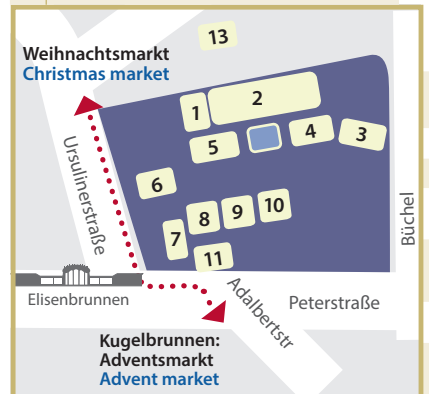 13
Weihnachtsmarkt
Christmas market
1
2
5
4
3
Ursulinerstraße
6
8
9
10
7
11
Büchel
Elisenbrunnen
Adalbertstr
Peterstraße
Kugelbrunnen:
Adventsmarkt
Advent market